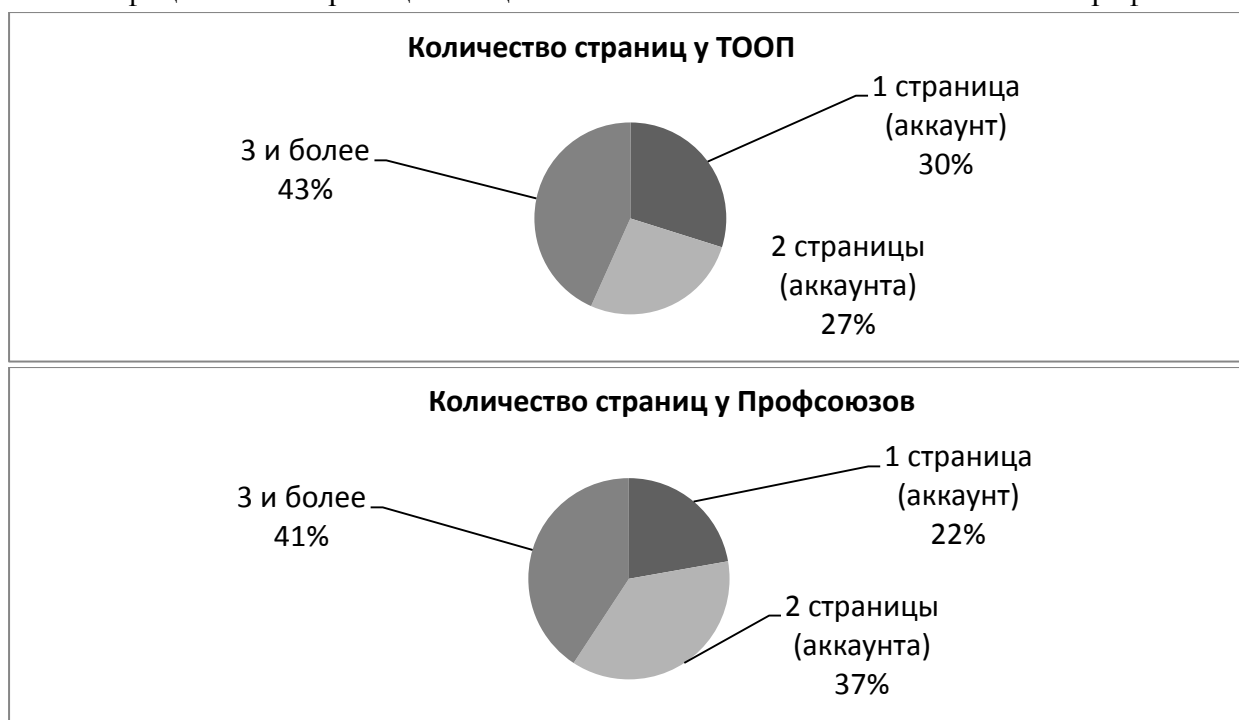 Количество страниц у ТООП
1 страница
(аккаунт)
30%
3 и более
43%
2 страницы
(аккаунта)
27%
Количество страниц у Профсоюзов
1 страница
(аккаунт)
22%
3 и более
41%
2 страницы
(аккаунта)
37%